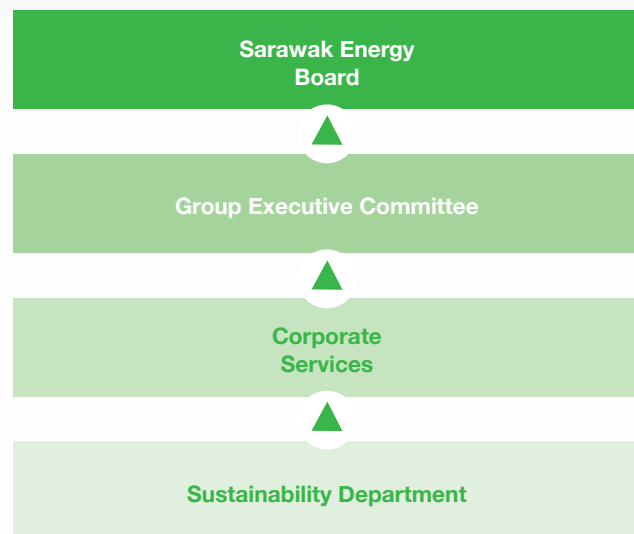 Sarawak Energy
Board
Group Executive Committee
Corporate
Services
Sustainability Department